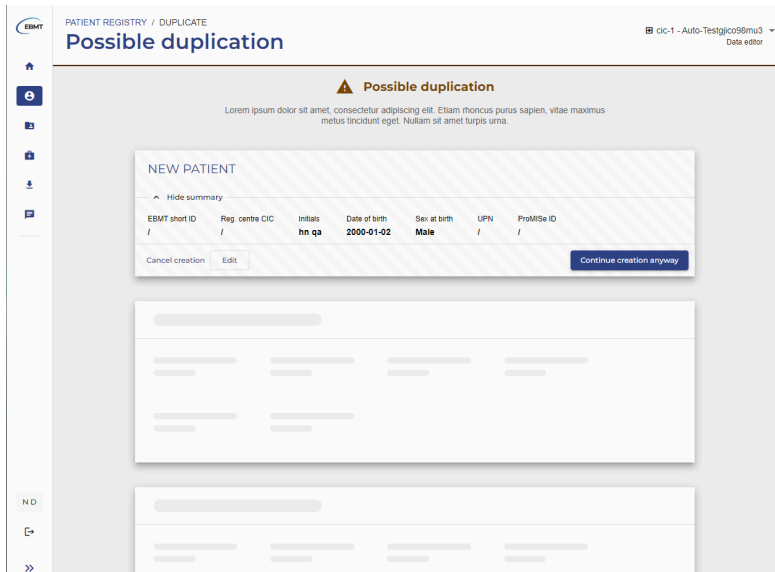 EBMT
PATIENT REGISTRY / DUPLICATE
Possible duplication
cic-1 - Auto-Testgjico98mu3
Data editor
Possible duplication
Lorem ipsum dolor sit amet, consectetur adipiscing elit. Etiam rhoncus purus sapien, vitae maximus
metus tincidunt eget. Nullam sit amet turpis urna.
NEW PATIENT
Hide summary
EBMT short ID Reg. centre CIC Initials Date of birth Sex at birth UPN ProMISe ID
/ / hn qa 2000-01-02 Male / /
Cancel creation Edit Continue creation anyway
N D